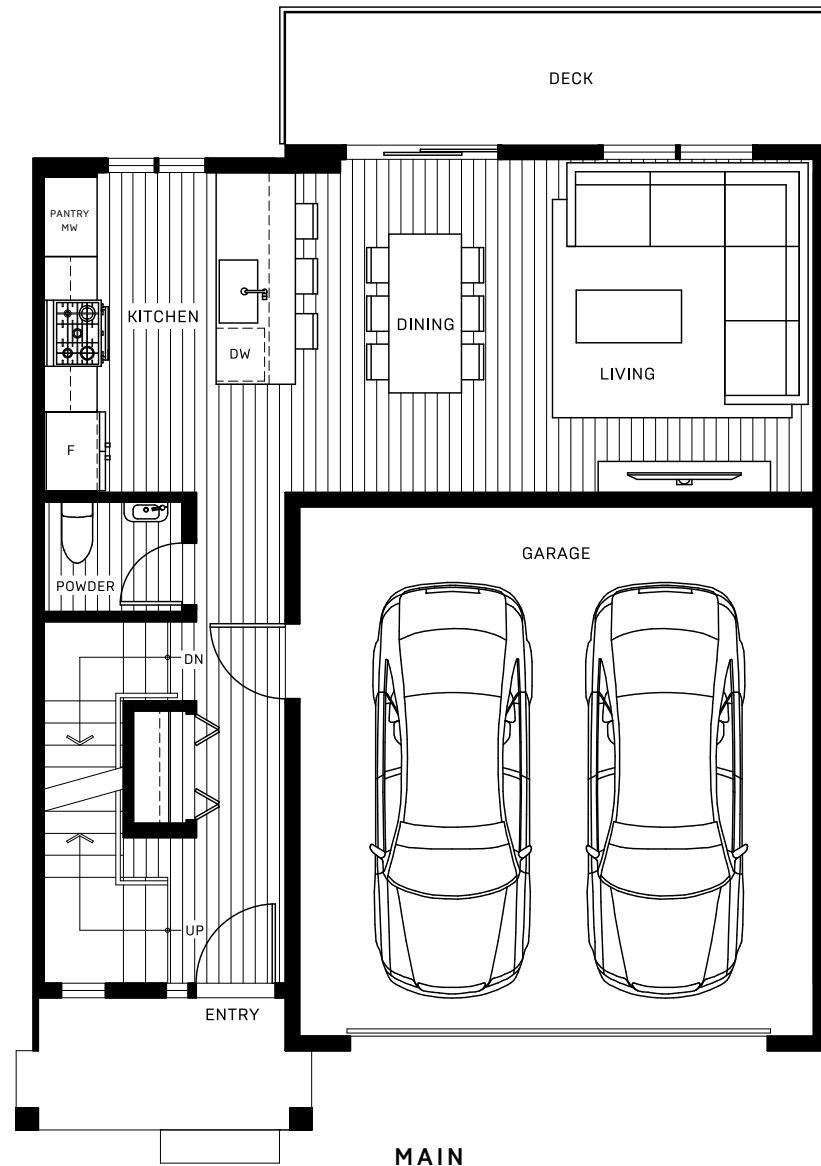 DECK
PANTRY
MW
KITCHEN
DINING
DW
LIVING
F
GARAGE
POWDER
DN
UP
ENTRY
MAIN